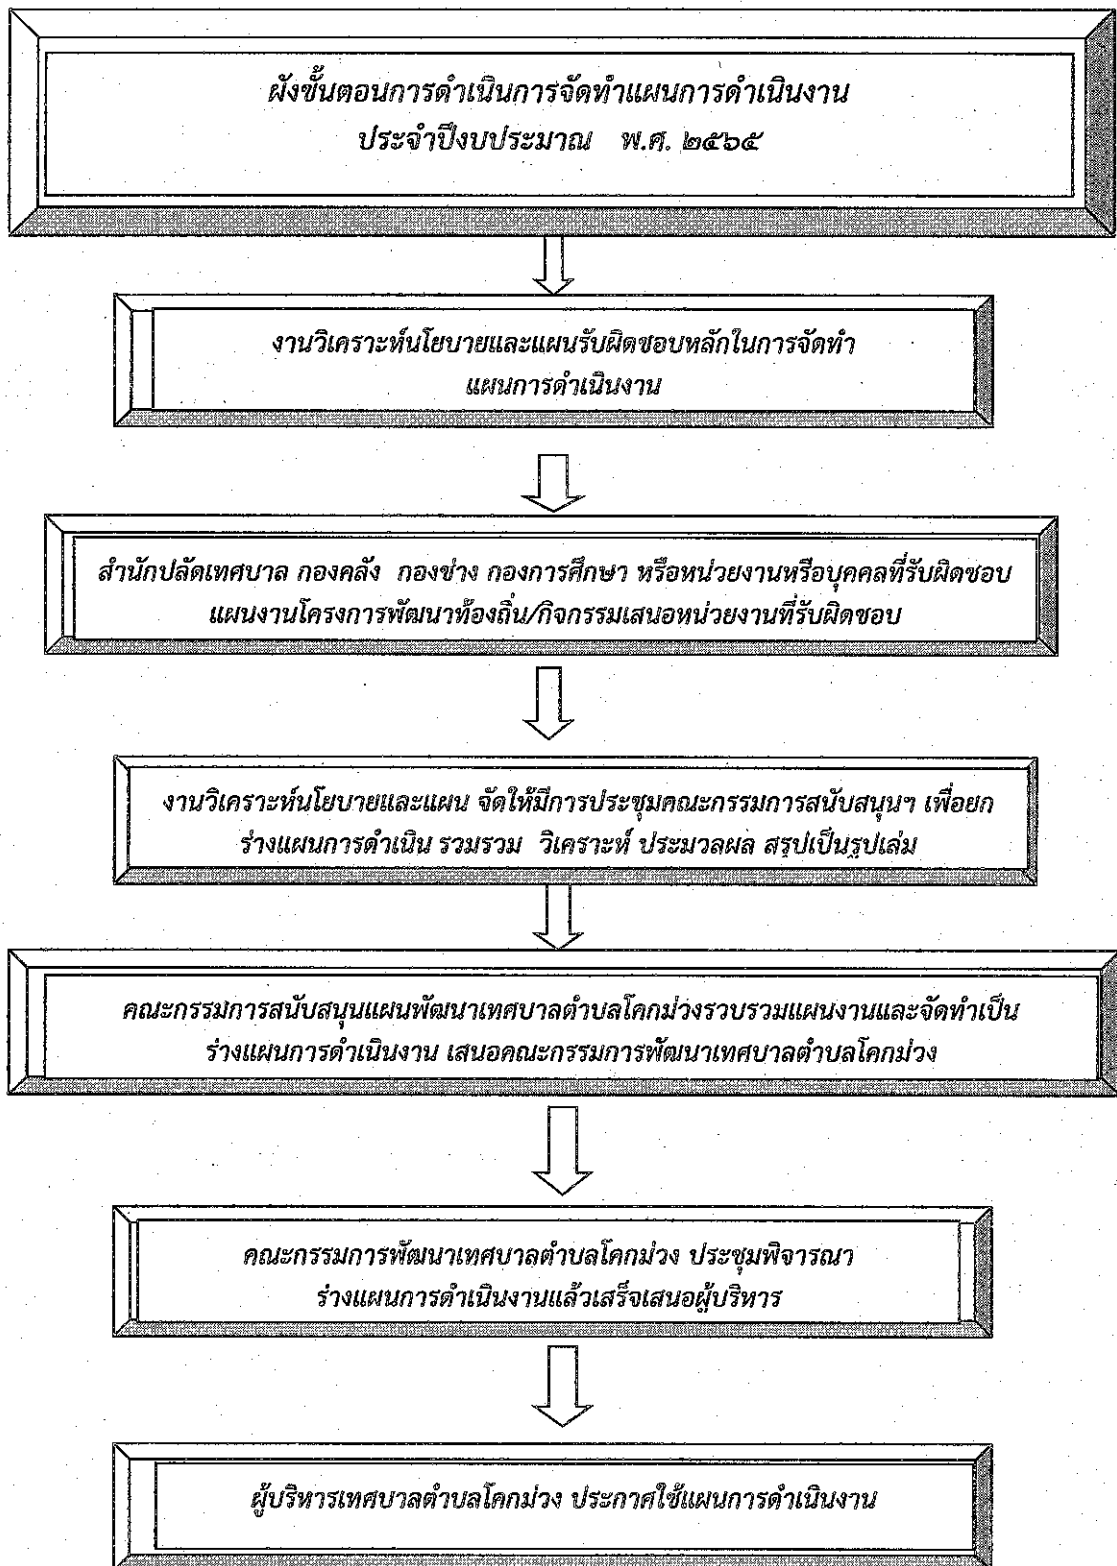 ผังขั้นตอนการดำเนินการจัดทำแผนการดำเนินงาน
ประจำปีงบประมาณ พ.ศ. ๒๕๖๕
งานวิเคราะห์นโยบายและแผนรับผิดชอบหลักในการจัดทำ
แผนการดำเนินงาน
สำนักปลัดเทศบาล กองคลัง กองช่าง กองการศึกษา หรือหน่วยงานหรือบุคคลที่รับผิดชอบ
แผนงานโครงการพัฒนาท้องถิ่น/กิจกรรมเสนอหน่วยงานที่รับผิดชอบ
งานวิเคราะห์นโยบายและแผน จัดให้มีการประชุมคณะกรรมการสนับสนุนฯ เพื่อยก
ร่างแผนการดำเนิน รวมรวม วิเคราะห์ ประมวลผล สรุปเป็นรูปเล่ม
คณะกรรมการสนับสนุนแผนพัฒนาเทศบาลตำบลโคกม่วงรวบรวมแผนงานและจัดทำเป็น
ร่างแผนการดำเนินงาน เสนอคณะกรรมการพัฒนาเทศบาลตำบลโคกม่วง
คณะกรรมการพัฒนาเทศบาลตำบลโคกม่วง ประชุมพิจารณา
ร่างแผนการดำเนินงานแล้วเสร็จเสนอผู้บริหาร
ผู้บริหารเทศบาลตำบลโคกม่วง ประกาศใช้แผนการดำเนินงาน